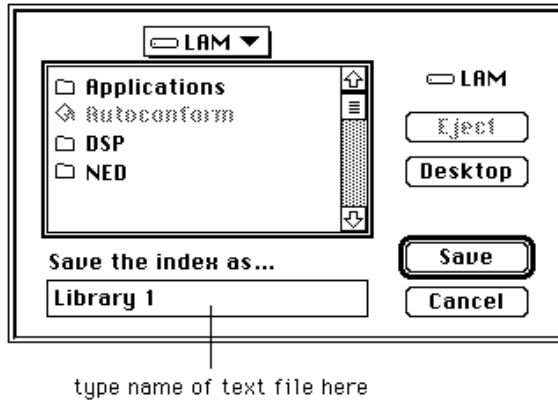 LAM
Applications
Autoconform
DSP
NED
LAM
Eject
Desktop
Save the index as...
Library 1
Save
Cancel
type name of text file here